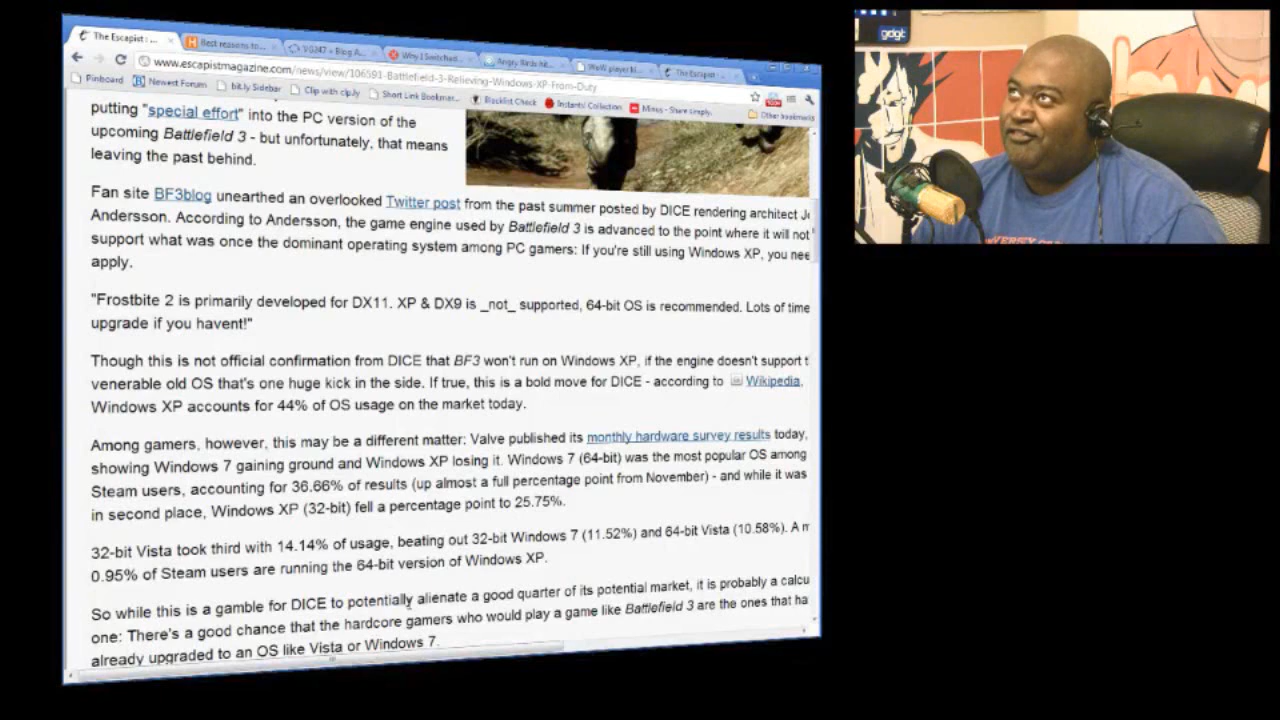 The Escapist :...
Best reasons to...
VG247 » Blog A...
Why I Switched...
Angry Birds hit...
WoW player bi...
The Escapist :...
www.escapistmagazine.com/news/view/106591-Battlefield-3-Relieving-Windows-XP-From-Duty
Pinboard
Newest Forum
bit.ly Sidebar
Clip with clp.ly
Short Link Bookmar...
Blacklist Check
Instants! Collection
Minus - Share simply.
Other bookmarks
putting "special effort" into the PC version of the
upcoming Battlefield 3 - but unfortunately, that means
leaving the past behind.
Fan site BF3blog unearthed an overlooked Twitter post from the past summer posted by DICE rendering architect Jo
Andersson. According to Andersson, the game engine used by Battlefield 3 is advanced to the point where it will not
support what was once the dominant operating system among PC gamers: If you're still using Windows XP, you nee
apply.
"Frostbite 2 is primarily developed for DX11. XP & DX9 is _not_ supported, 64-bit OS is recommended. Lots of time
upgrade if you havent!"
Though this is not official confirmation from DICE that BF3 won't run on Windows XP, if the engine doesn't support t
venerable old OS that's one huge kick in the side. If true, this is a bold move for DICE - according to Wikipedia,
Windows XP accounts for 44% of OS usage on the market today.
Among gamers, however, this may be a different matter: Valve published its monthly hardware survey results today,
showing Windows 7 gaining ground and Windows XP losing it. Windows 7 (64-bit) was the most popular OS among
Steam users, accounting for 36.66% of results (up almost a full percentage point from November) - and while it was
in second place, Windows XP (32-bit) fell a percentage point to 25.75%.
32-bit Vista took third with 14.14% of usage, beating out 32-bit Windows 7 (11.52%) and 64-bit Vista (10.58%). A m
0.95% of Steam users are running the 64-bit version of Windows XP.
So while this is a gamble for DICE to potentially alienate a good quarter of its potential market, it is probably a calcu
one: There's a good chance that the hardcore gamers who would play a game like Battlefield 3 are the ones that ha
already upgraded to an OS like Vista or Windows 7.
gdgt